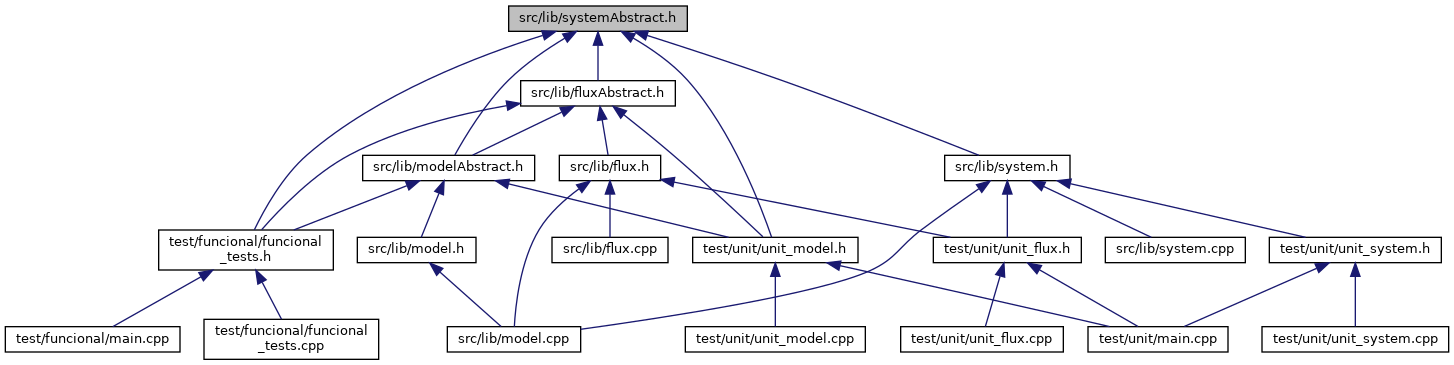 src/lib/systemAbstract.h
src/lib/fluxAbstract.h
src/lib/modelAbstract.h
src/lib/flux.h
src/lib/system.h
test/funcional/funcional
_tests.h
src/lib/model.h
src/lib/flux.cpp
test/unit/unit_model.h
test/unit/unit_flux.h
src/lib/system.cpp
test/unit/unit_system.h
test/funcional/main.cpp
test/funcional/funcional
_tests.cpp
src/lib/model.cpp
test/unit/unit_model.cpp
test/unit/unit_flux.cpp
test/unit/main.cpp
test/unit/unit_system.cpp